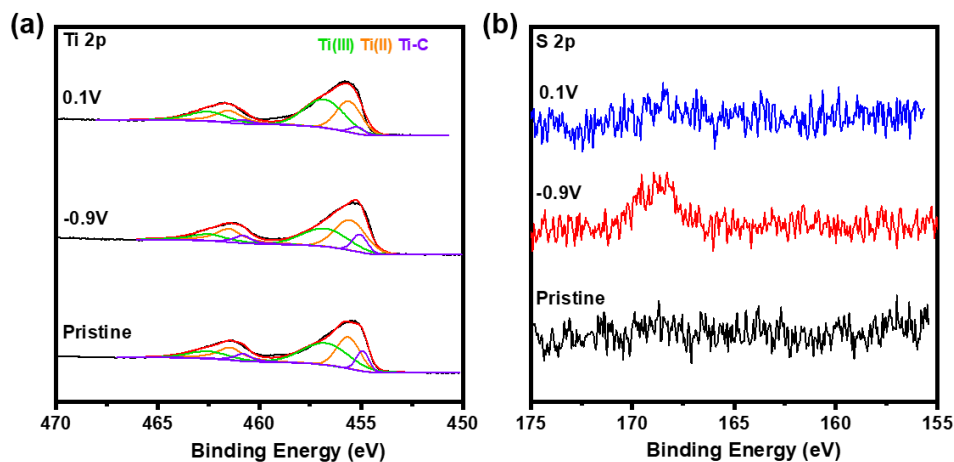 (a)
Ti 2p
Ti(III) Ti(II) Ti-C
0.1V
-0.9V
Pristine
470 465 460 455 450
Binding Energy (eV)
(b)
S 2p
0.1V
-0.9V
Pristine
175 170 165 160 155
Binding Energy (eV)